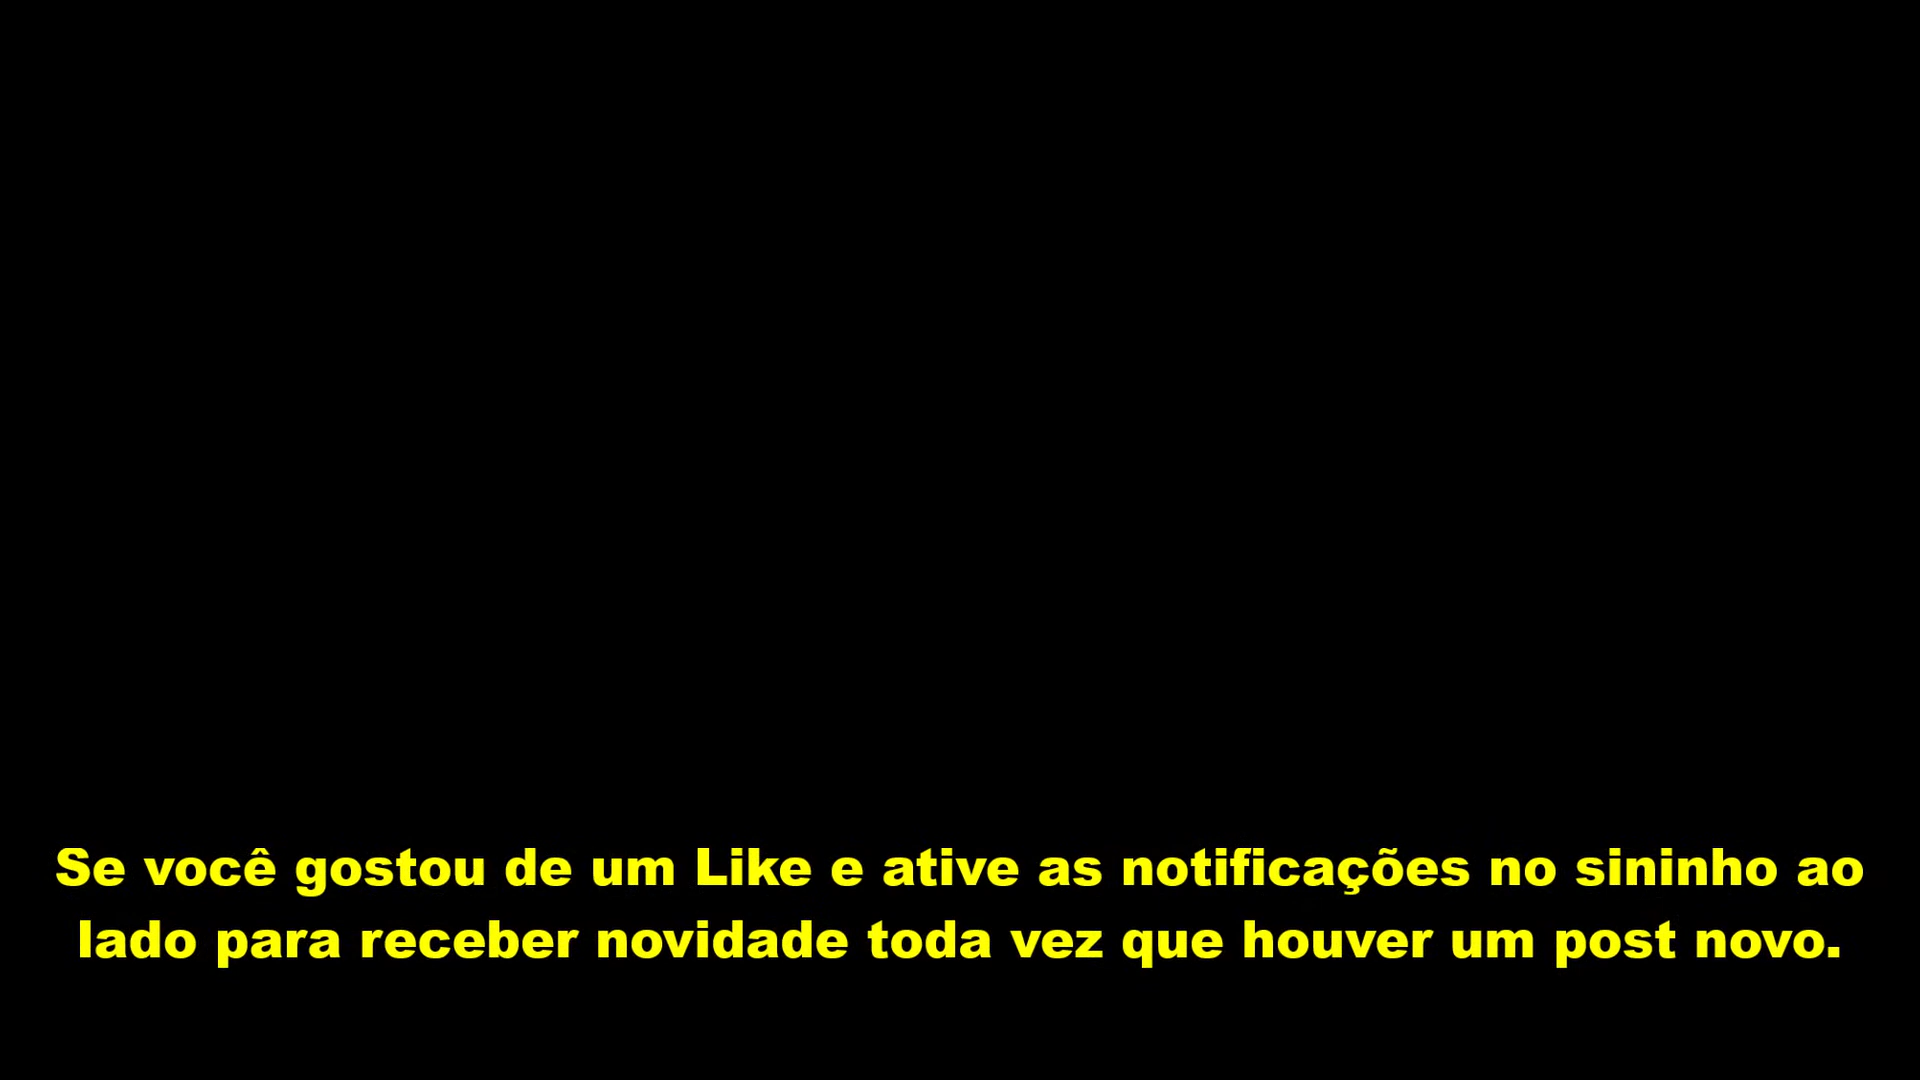 Se você gostou de um Like e ative as notificações no sininho ao
lado para receber novidade toda vez que houver um post novo.